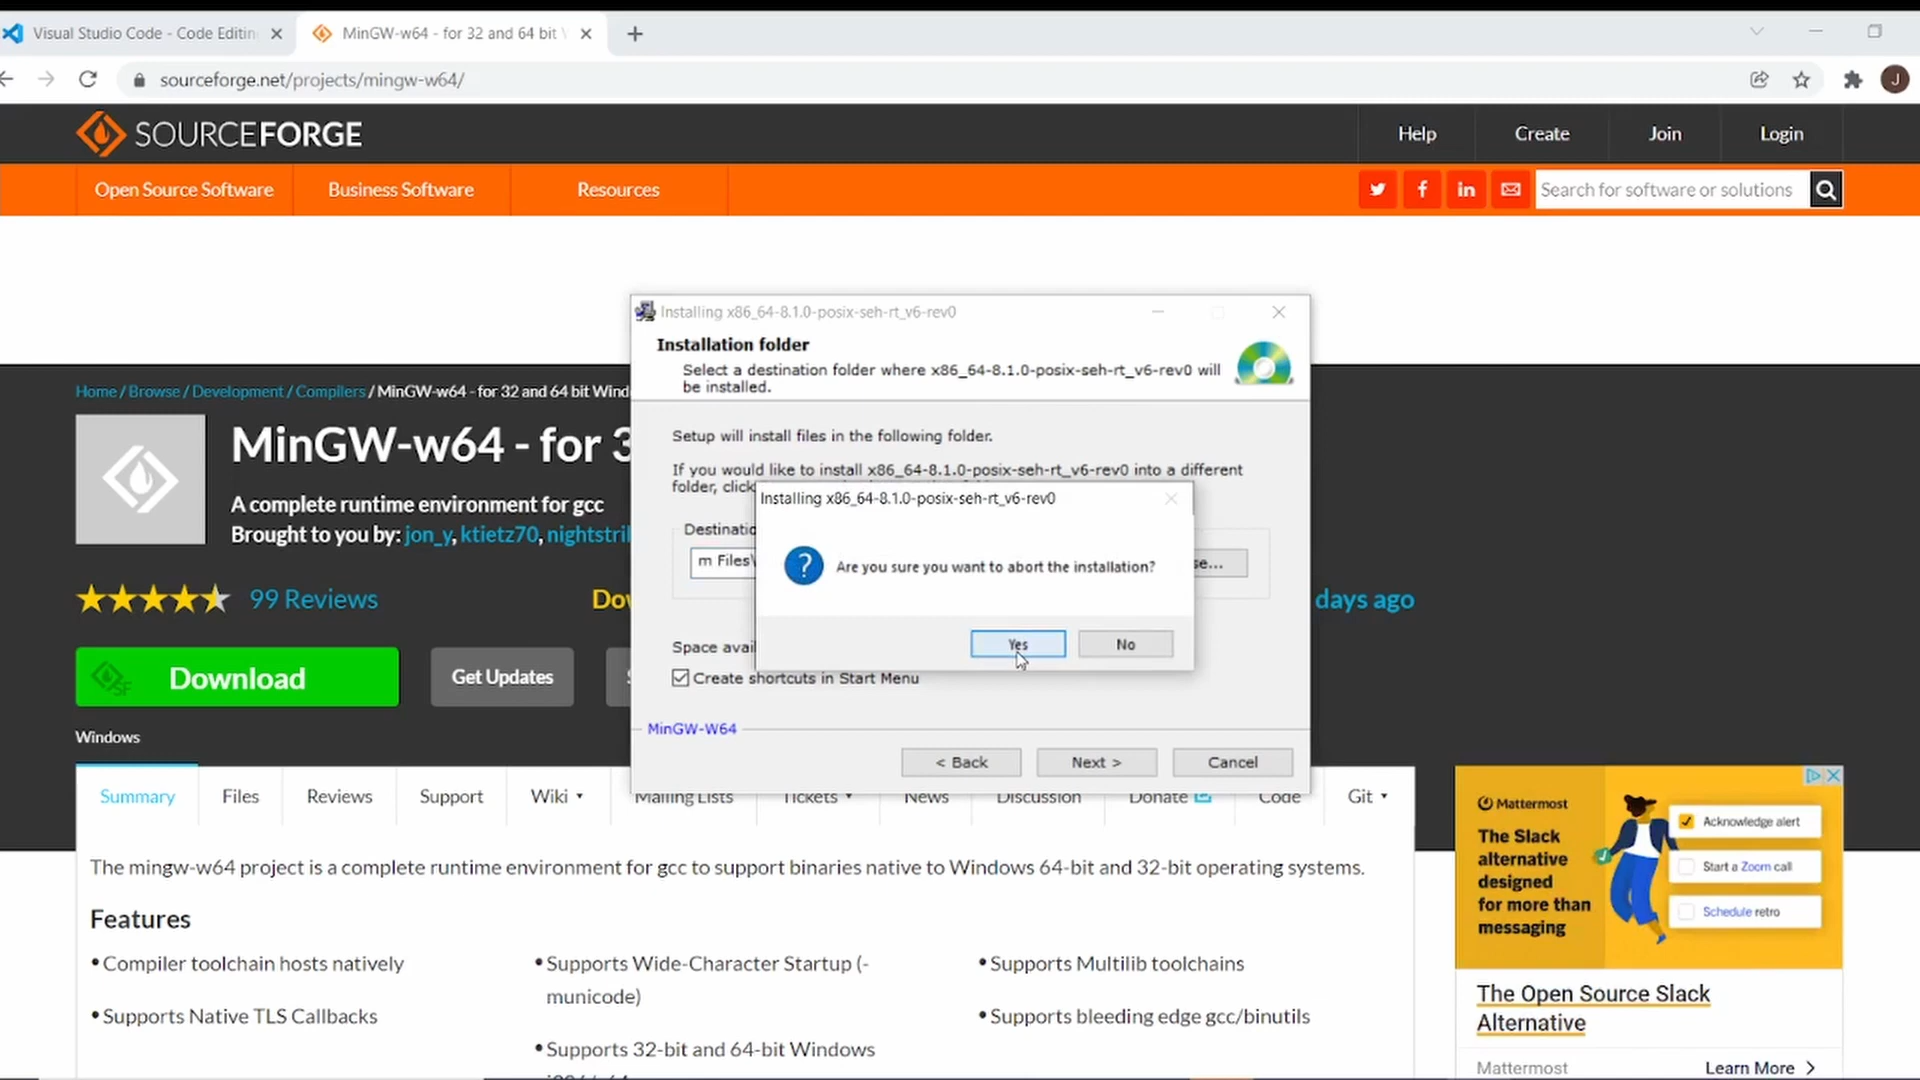 Visual Studio Code - Code Editin
MinGW-w64 - for 32 and 64 bit
sourceforge.net/projects/mingw-w64/
J
SOURCEFORGE
Help
Create
Join
Login
Open Source Software
Business Software
Resources
Search for software or solutions
Installing x86_64-8.1.0-posix-seh-rt_v6-rev0
Installation folder
Select a destination folder where x86_64-8.1.0-posix-seh-rt_v6-rev0 will
be installed.
Home / Browse / Development / Compilers / MinGW-w64 - for 32 and 64 bit Wind
Setup will install files in the following folder.
MinGW-w64 - for 3
If you would like to install x86_64-8.1.0-posix-seh-rt_v6-rev0 into a different
folder, click
Installing x86_64-8.1.0-posix-seh-rt_v6-rev0
A complete runtime environment for gcc
Brought to you by: jon_y, ktietz70, nightstril
Destinatio
m Files\
se...
Are you sure you want to abort the installation?
99 Reviews
Dov
days ago
Yes
No
Space avai
SF
Download
Get Updates
S
Create shortcuts in Start Menu
MinGW-W64
Windows
< Back
Next >
Cancel
Summary
Files
Reviews
Support
Wiki
Mailing Lists
Tickets
News
Discussion
Donate
Code
Git
The mingw-w64 project is a complete runtime environment for gcc to support binaries native to Windows 64-bit and 32-bit operating systems.
Features
• Compiler toolchain hosts natively
• Supports Native TLS Callbacks
• Supports Wide-Character Startup (-
municode)
• Supports 32-bit and 64-bit Windows
• Supports Multilib toolchains
• Supports bleeding edge gcc/binutils
Mattermost
The Slack
alternative
designed
for more than
messaging
Acknowledge alert
Start a Zoom call
Schedule retro
The Open Source Slack
Alternative
Mattermost
Learn More